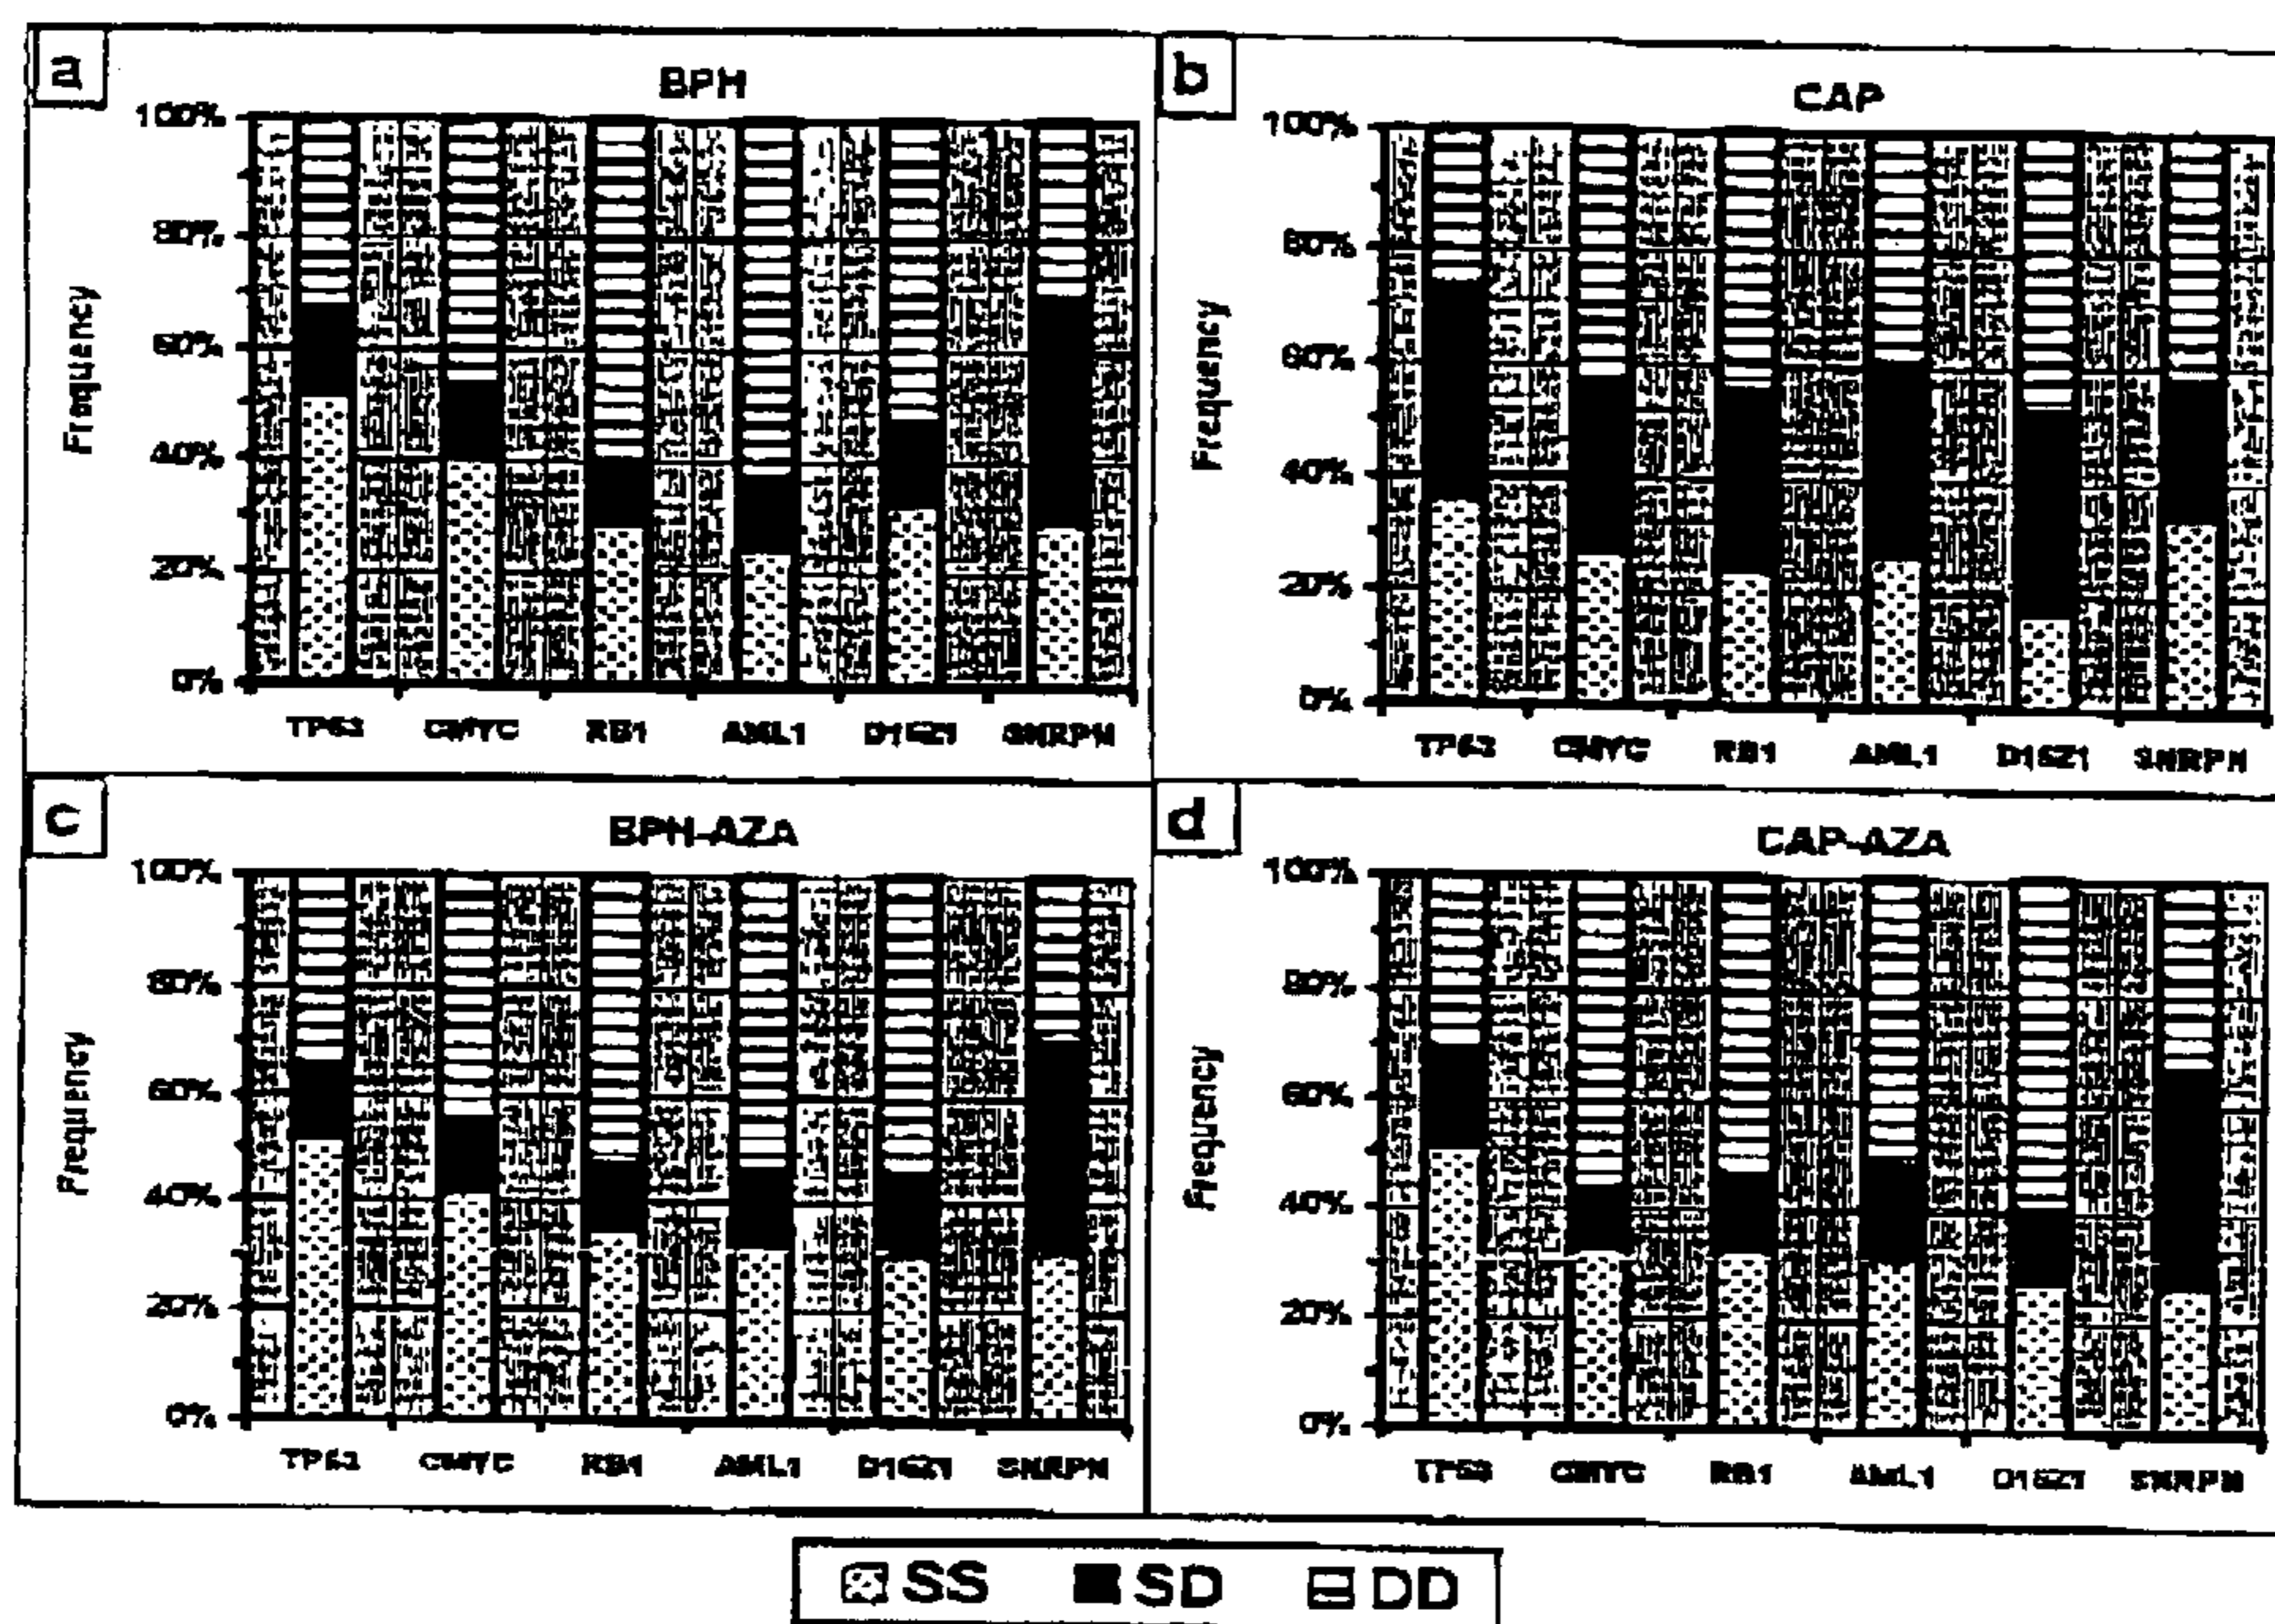 a
BPH
100%
80%
60%
40%
20%
0%
Frequency
TP53 CMYC RB1 AML1 D15Z1 SNRPN
b
CAP
100%
80%
60%
40%
20%
0%
Frequency
TP53 CMYC RB1 AML1 D15Z1 SNRPN
c
BPH-AZA
100%
80%
60%
40%
20%
0%
Frequency
TP53 CMYC RB1 AML1 D15Z1 SNRPN
d
CAP-AZA
100%
80%
60%
40%
20%
0%
Frequency
TP53 CMYC RB1 AML1 D15Z1 SNRPN
SS SD DD